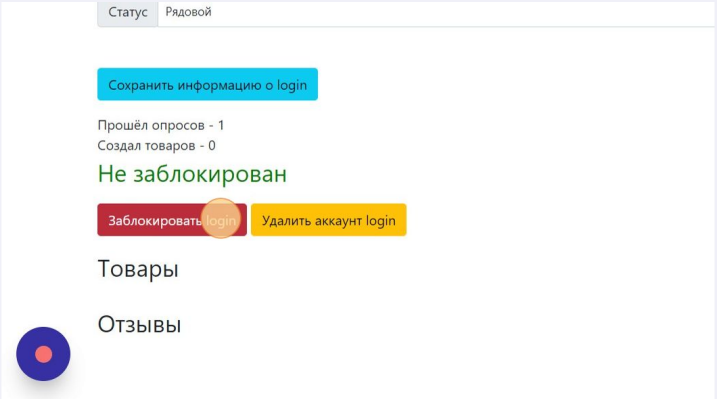 Статус Рядовой
Сохранить информацию о login
Прошёл опросов - 1
Создал товаров - 0
Не заблокирован
Заблокировать login Удалить аккаунт login
Товары
Отзывы